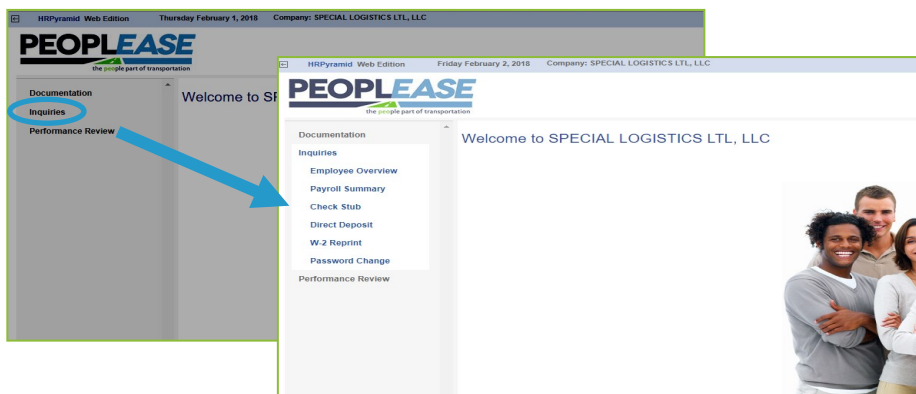 HRPyramid Web Edition Thursday February 1, 2018 Company: SPECIAL LOGISTICS LTL, LLC
PEOPLEASE
the people part of transportation
Documentation
Inquiries
Performance Review
Welcome to
HRPyramid Web Edition Friday February 2, 2018 Company: SPECIAL LOGISTICS LTL, LLC
PEOPLEASE
the people part of transportation
Documentation
Inquiries
Employee Overview
Payroll Summary
Check Stub
Direct Deposit
W-2 Reprint
Password Change
Performance Review
Welcome to SPECIAL LOGISTICS LTL, LLC